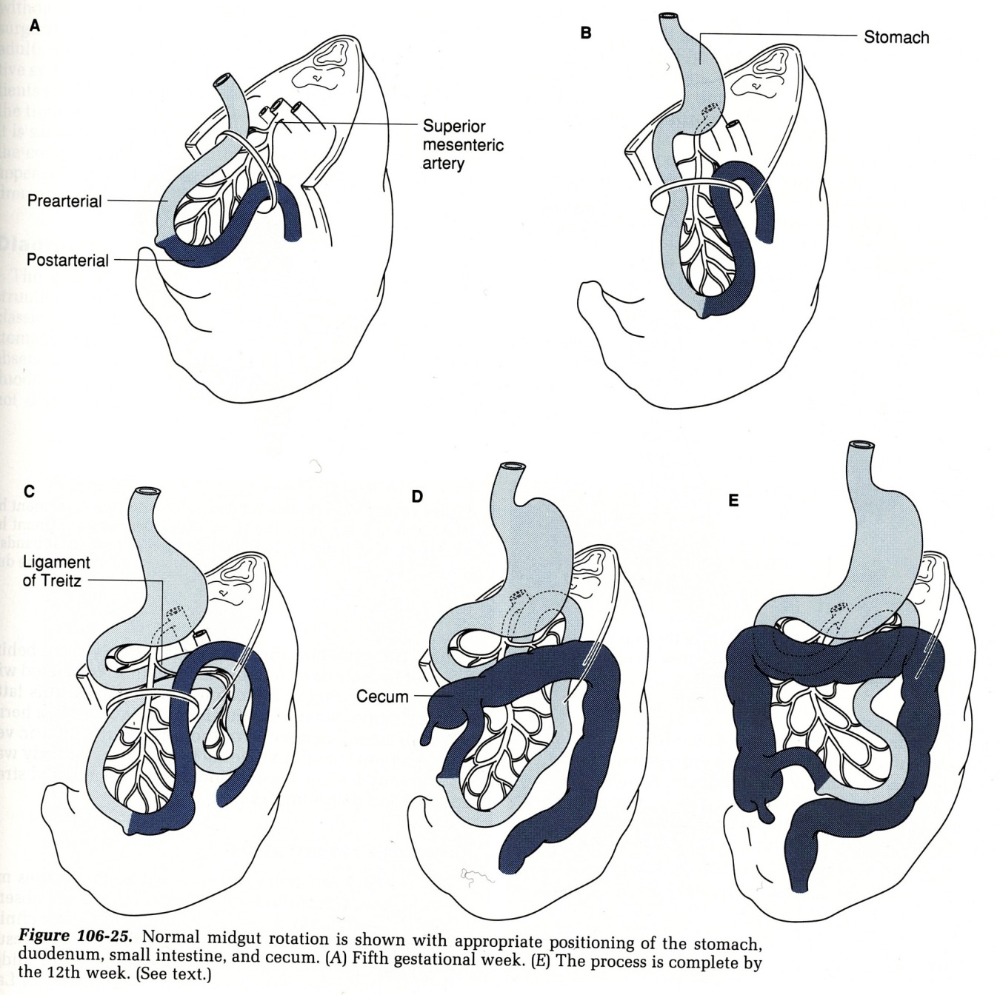 A
B
Stomach
Superior
mesenteric
artery
Prearterial
Postarterial
C
D
E
Ligament
of Treitz
Cecum
Figure 106-25. Normal midgut rotation is shown with appropriate positioning of the stomach,
duodenum, small intestine, and cecum. (A) Fifth gestational week. (E) The process is complete by
the 12th week. (See text.)